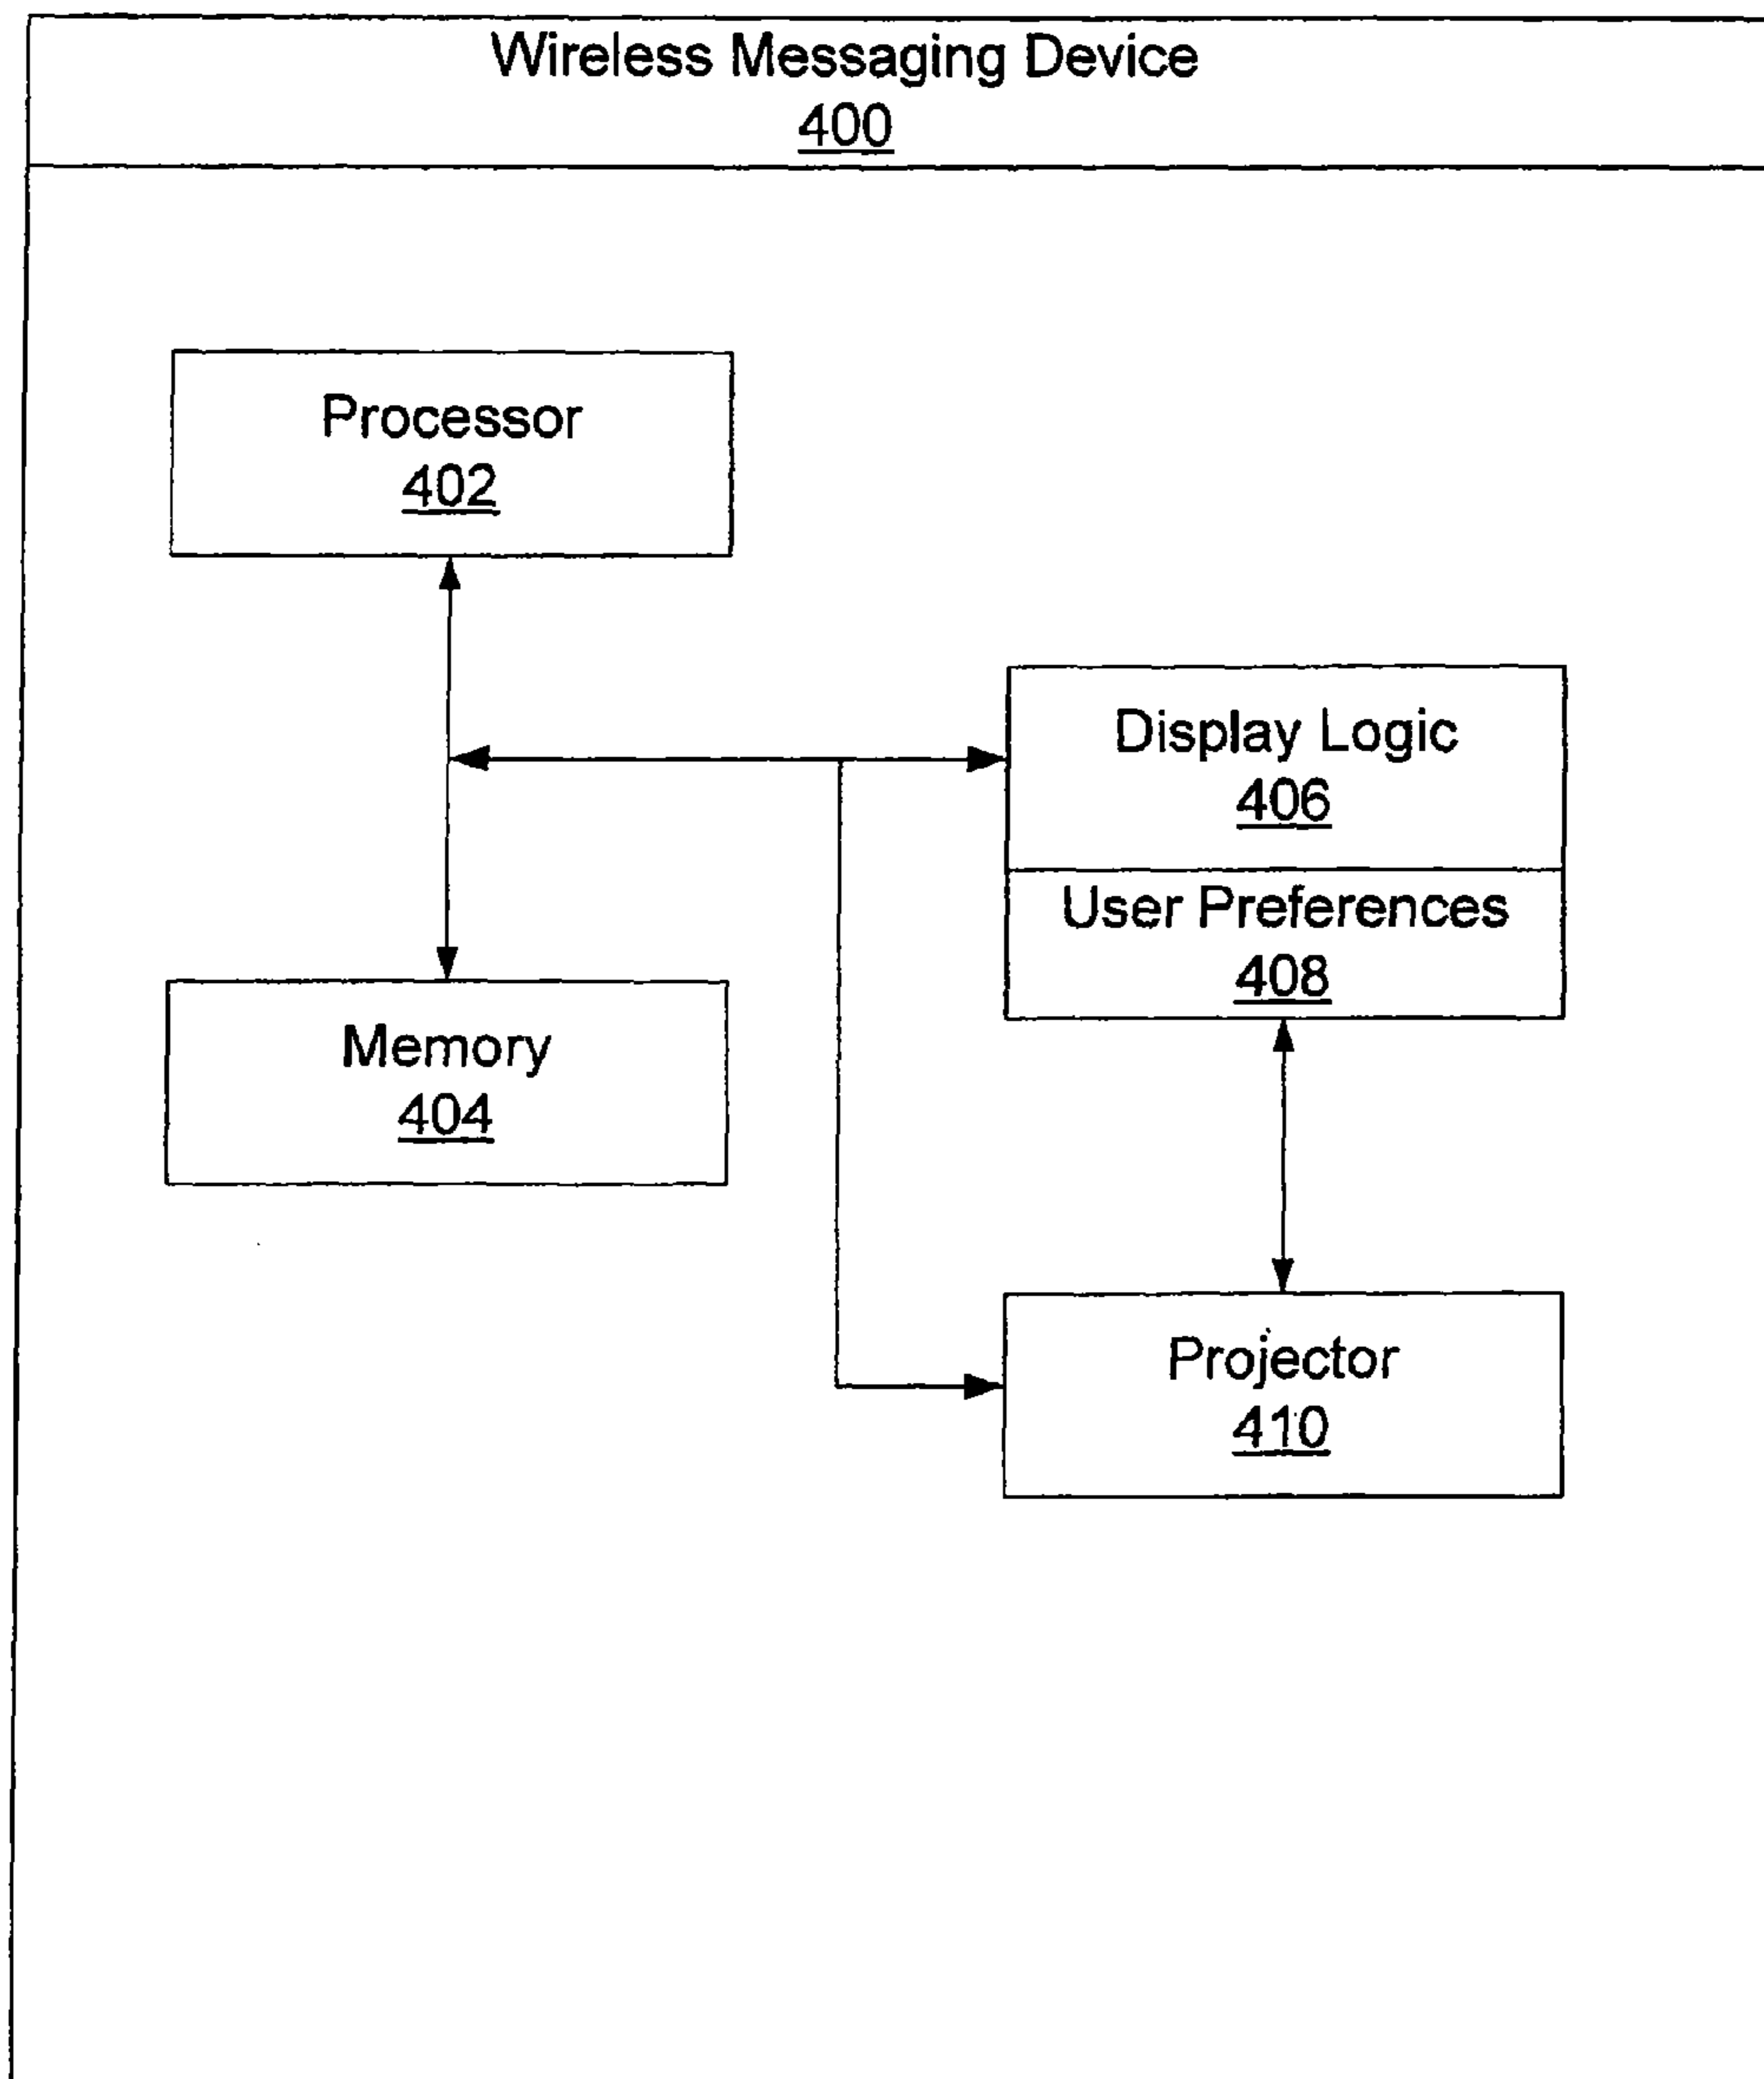 Wireless Messaging Device
400
Processor
402
Display Logic
406
User Preferences
408
Memory
404
Projector
410